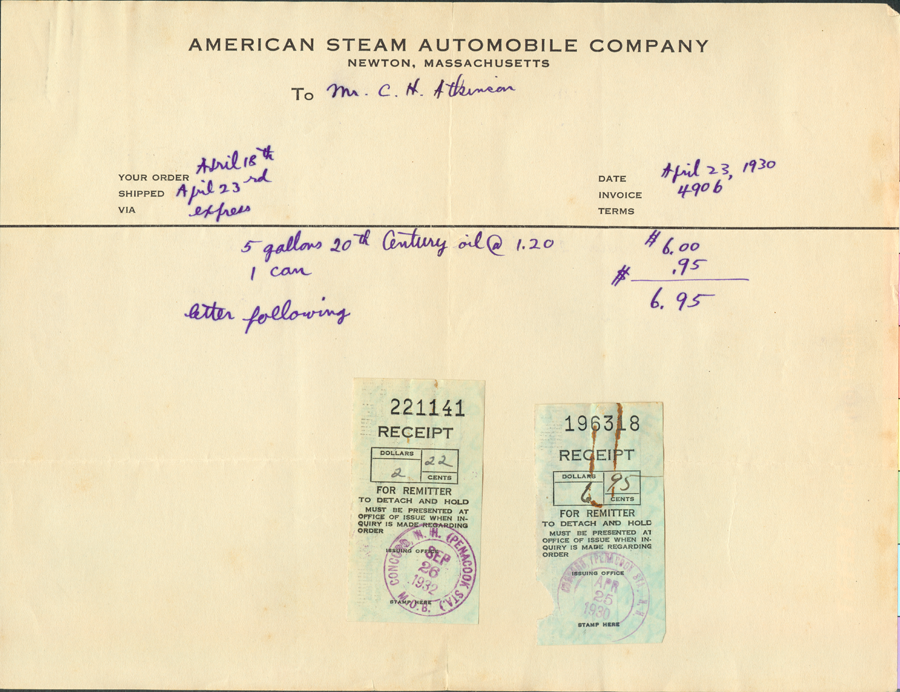 AMERICAN STEAM AUTOMOBILE COMPANY
NEWTON, MASSACHUSETTS
To Mr. C. H. Atkinson
YOUR ORDER April 18th
SHIPPED April 23rd
VIA express
DATE April 23, 1930
INVOICE 4906
TERMS
5 gallons 20th Century oil @ 1.20 $6.00
1 can .95
$ 6.95
letter following
221141
RECEIPT
DOLLARS
2 22
CENTS
FOR REMITTER
TO DETACH AND HOLD
MUST BE PRESENTED AT
OFFICE OF ISSUE WHEN IN-
QUIRY IS MADE REGARDING
ORDER
ISSUING OFFICE
CONCORD, N. H. (PENACOOK STA.)
SEP
26
1932
M.O.B.
STAMP HERE
196318
RECEIPT
DOLLARS
6 95
CENTS
FOR REMITTER
TO DETACH AND HOLD
MUST BE PRESENTED AT
OFFICE OF ISSUE WHEN IN-
QUIRY IS MADE REGARDING
ORDER
ISSUING OFFICE
APR
25
1930
STAMP HERE